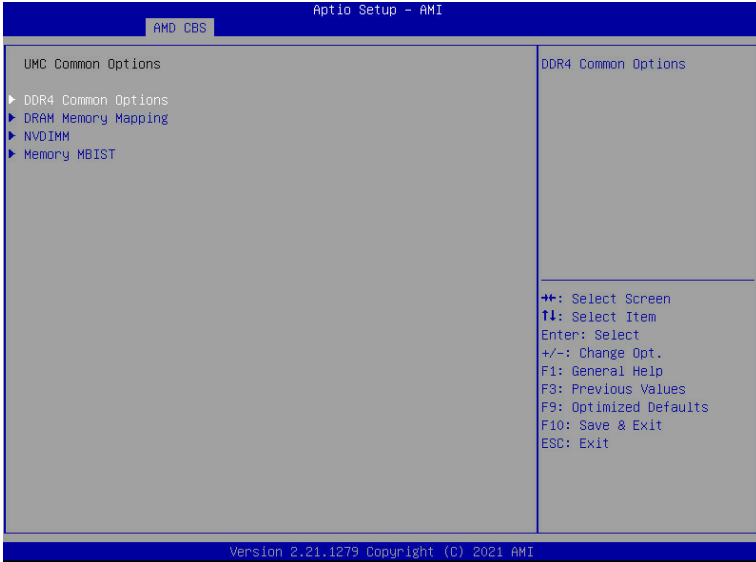 Aptio Setup – AMI
AMD CBS
UMC Common Options
DDR4 Common Options
DRAM Memory Mapping
NVDIMM
Memory MBIST
DDR4 Common Options
→←: Select Screen
↑↓: Select Item
Enter: Select
+/-: Change Opt.
F1: General Help
F3: Previous Values
F9: Optimized Defaults
F10: Save & Exit
ESC: Exit
Version 2.21.1279 Copyright (C) 2021 AMI